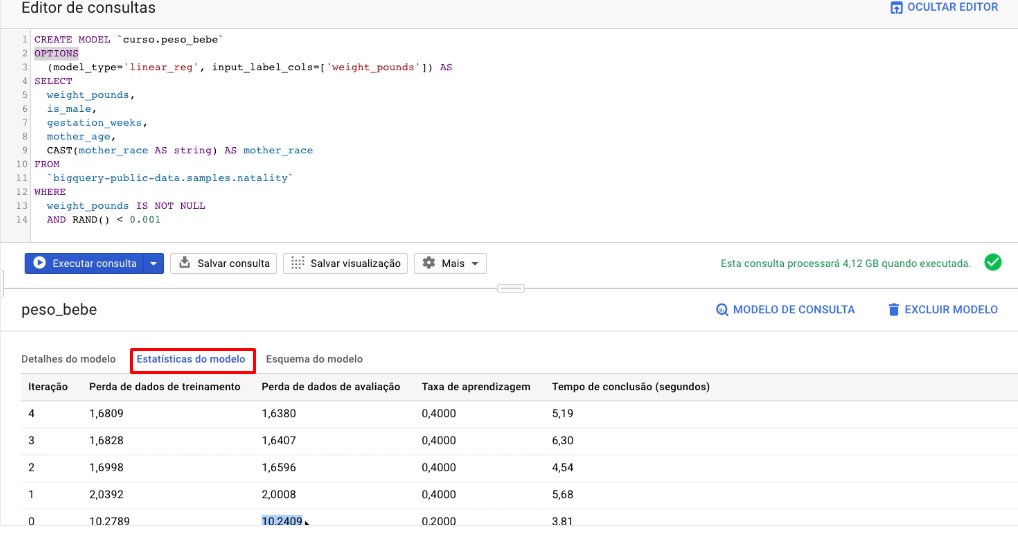 Editor de consultas
OCULTAR EDITOR
1 CREATE MODEL `curso.peso_bebe`
2 OPTIONS
3 (model_type='linear_reg', input_label_cols=['weight_pounds']) AS
4 SELECT
5 weight_pounds,
6 is_male,
7 gestation_weeks,
8 mother_age,
9 CAST(mother_race AS string) AS mother_race
10 FROM
11 `bigquery-public-data.samples.natality`
12 WHERE
13 weight_pounds IS NOT NULL
14 AND RAND() < 0.001
Executar consulta Salvar consulta Salvar visualização Mais Esta consulta processará 4,12 GB quando executada.
peso_bebe MODELO DE CONSULTA EXCLUIR MODELO
Detalhes do modelo Estatísticas do modelo Esquema do modelo
Iteração Perda de dados de treinamento Perda de dados de avaliação Taxa de aprendizagem Tempo de conclusão (segundos)
4 1,6809 1,6380 0,4000 5,19
3 1,6828 1,6407 0,4000 6,30
2 1,6998 1,6596 0,4000 4,54
1 2,0392 2,0008 0,4000 5,68
0 10,2789 10,2409 0,2000 3,81